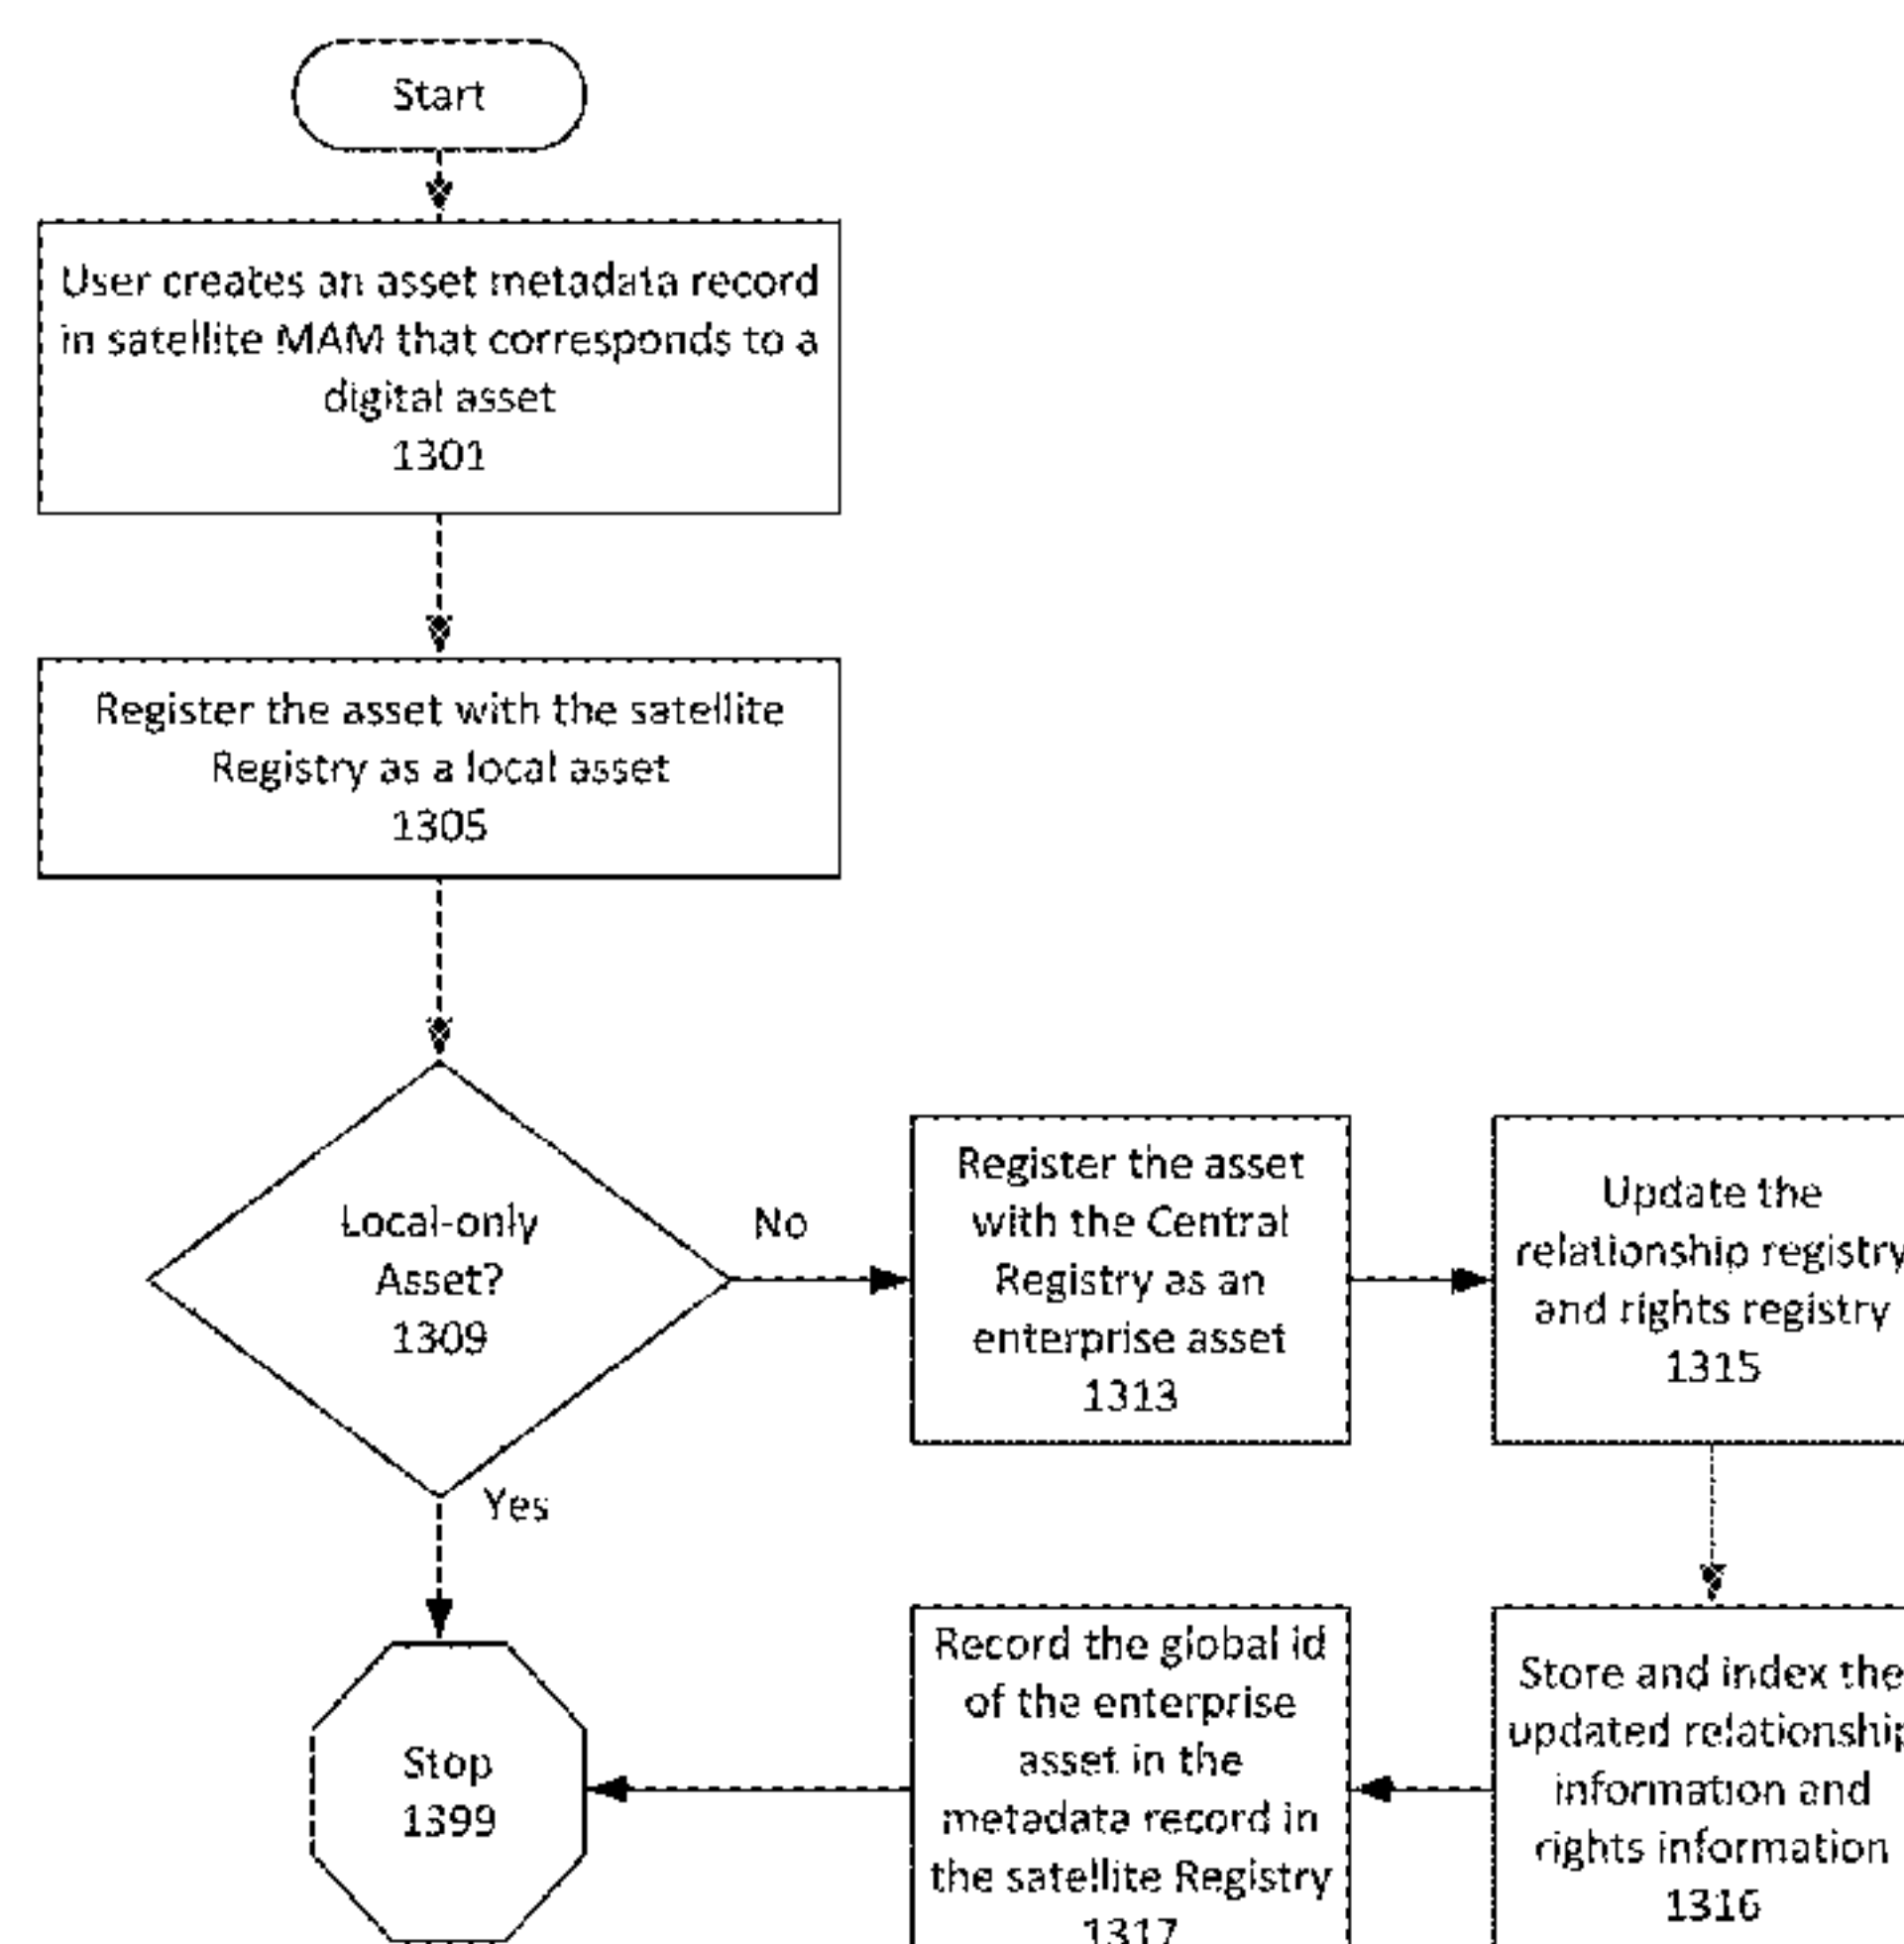 Start
User creates an asset metadata record
in satellite MAM that corresponds to a
digital asset
1301
Register the asset with the satellite
Registry as a local asset
1305
Local-only
Asset?
1309
No
Yes
Register the asset
with the Central
Registry as an
enterprise asset
1313
Update the
relationship registry
and rights registry
1315
Store and index the
updated relationship
information and
rights information
1316
Record the global id
of the enterprise
asset in the
metadata record in
the satellite Registry
1317
Stop
1399